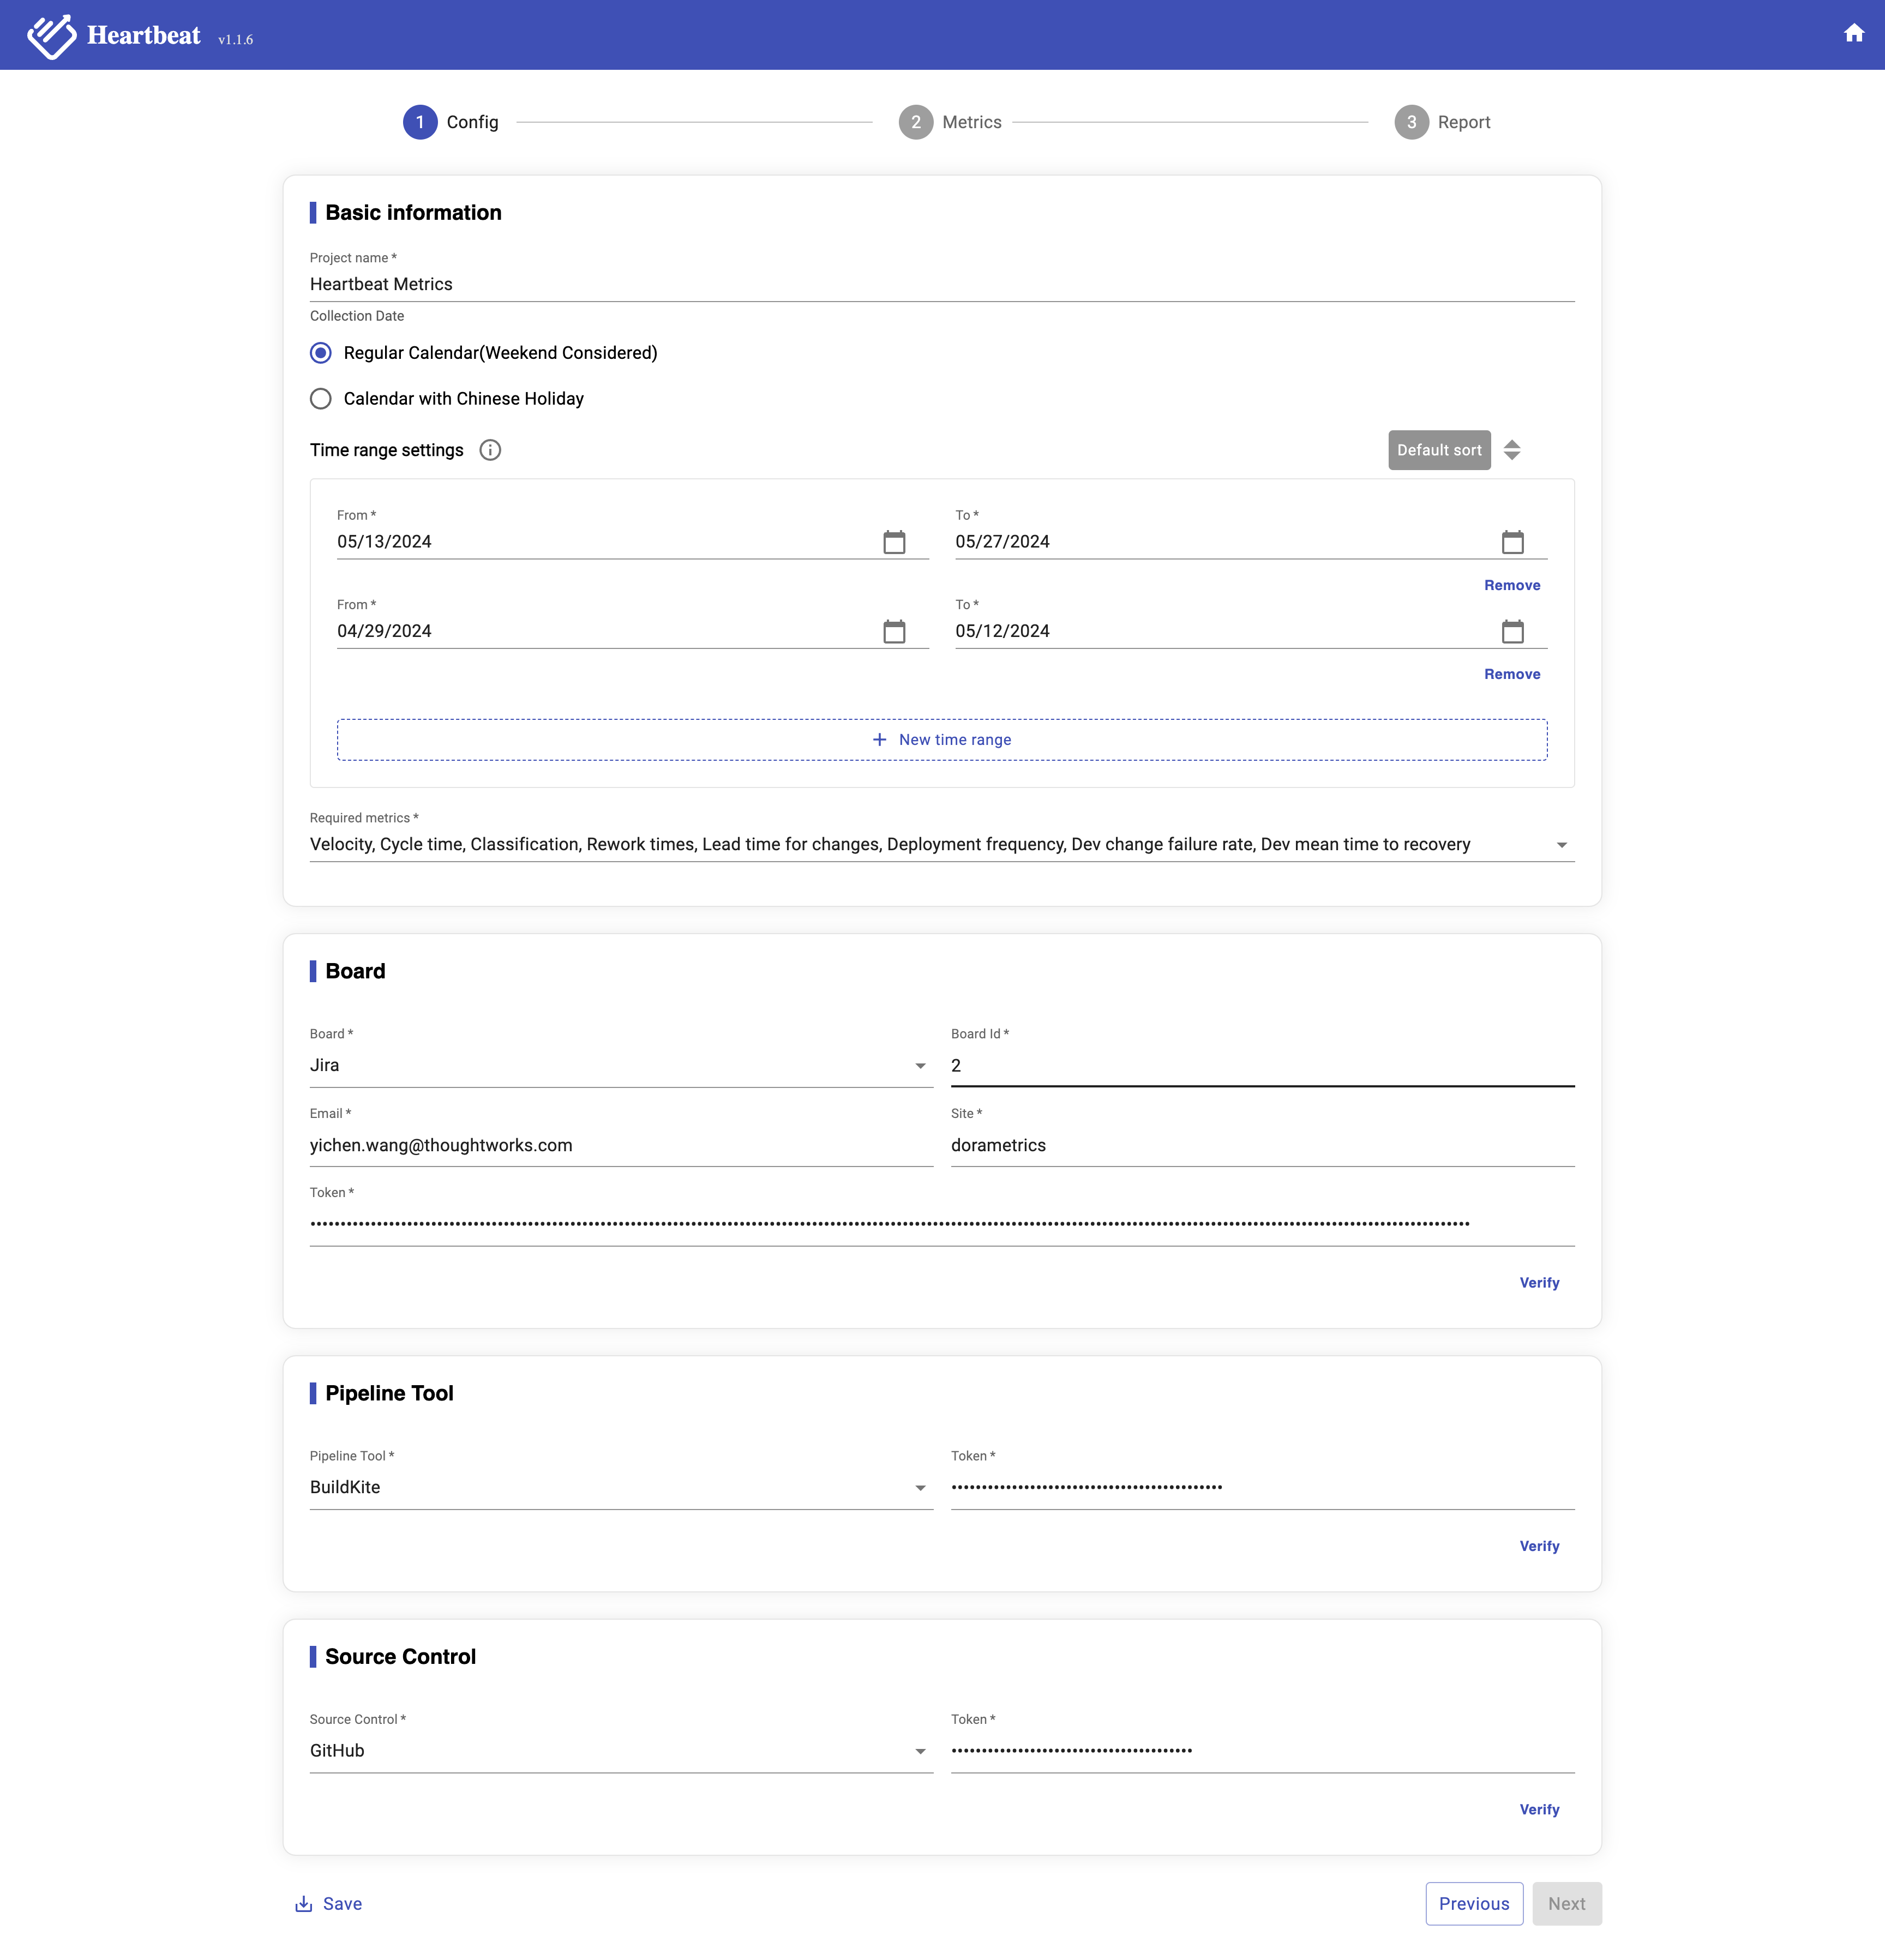 Heartbeat v1.1.6
1 Config 2 Metrics 3 Report
Basic information
Project name *
Heartbeat Metrics
Collection Date
Regular Calendar(Weekend Considered)
Calendar with Chinese Holiday
Time range settings Default sort
From * To *
05/13/2024 05/27/2024
Remove
From * To *
04/29/2024 05/12/2024
Remove
+ New time range
Required metrics *
Velocity, Cycle time, Classification, Rework times, Lead time for changes, Deployment frequency, Dev change failure rate, Dev mean time to recovery
Board
Board * Board Id *
Jira 2
Email * Site *
yichen.wang@thoughtworks.com dorametrics
Token *
Verify
Pipeline Tool
Pipeline Tool * Token *
BuildKite
Verify
Source Control
Source Control * Token *
GitHub
Verify
Save Previous Next